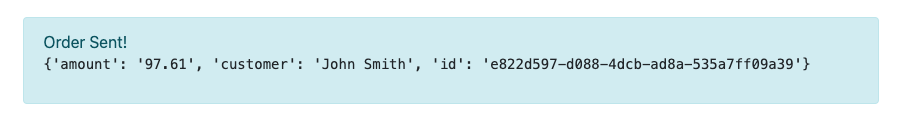 Order Sent!
{'amount': '97.61', 'customer': 'John Smith', 'id': 'e822d597-d088-4dcb-ad8a-535a7ff09a39'}